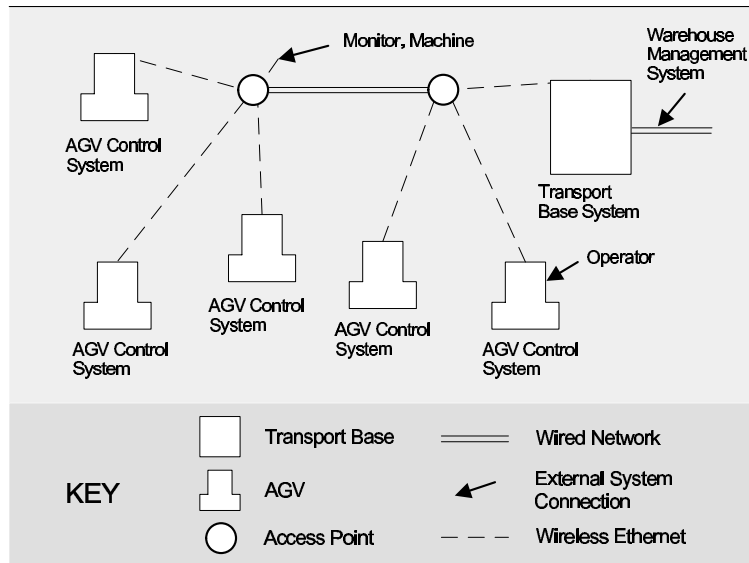 Monitor, Machine
Warehouse
Management
System
AGV Control
System
Transport
Base System
Operator
AGV Control
System
AGV Control
System
AGV Control
System
AGV Control
System
KEY
Transport Base
Wired Network
AGV
External System
Connection
Access Point
Wireless Ethernet